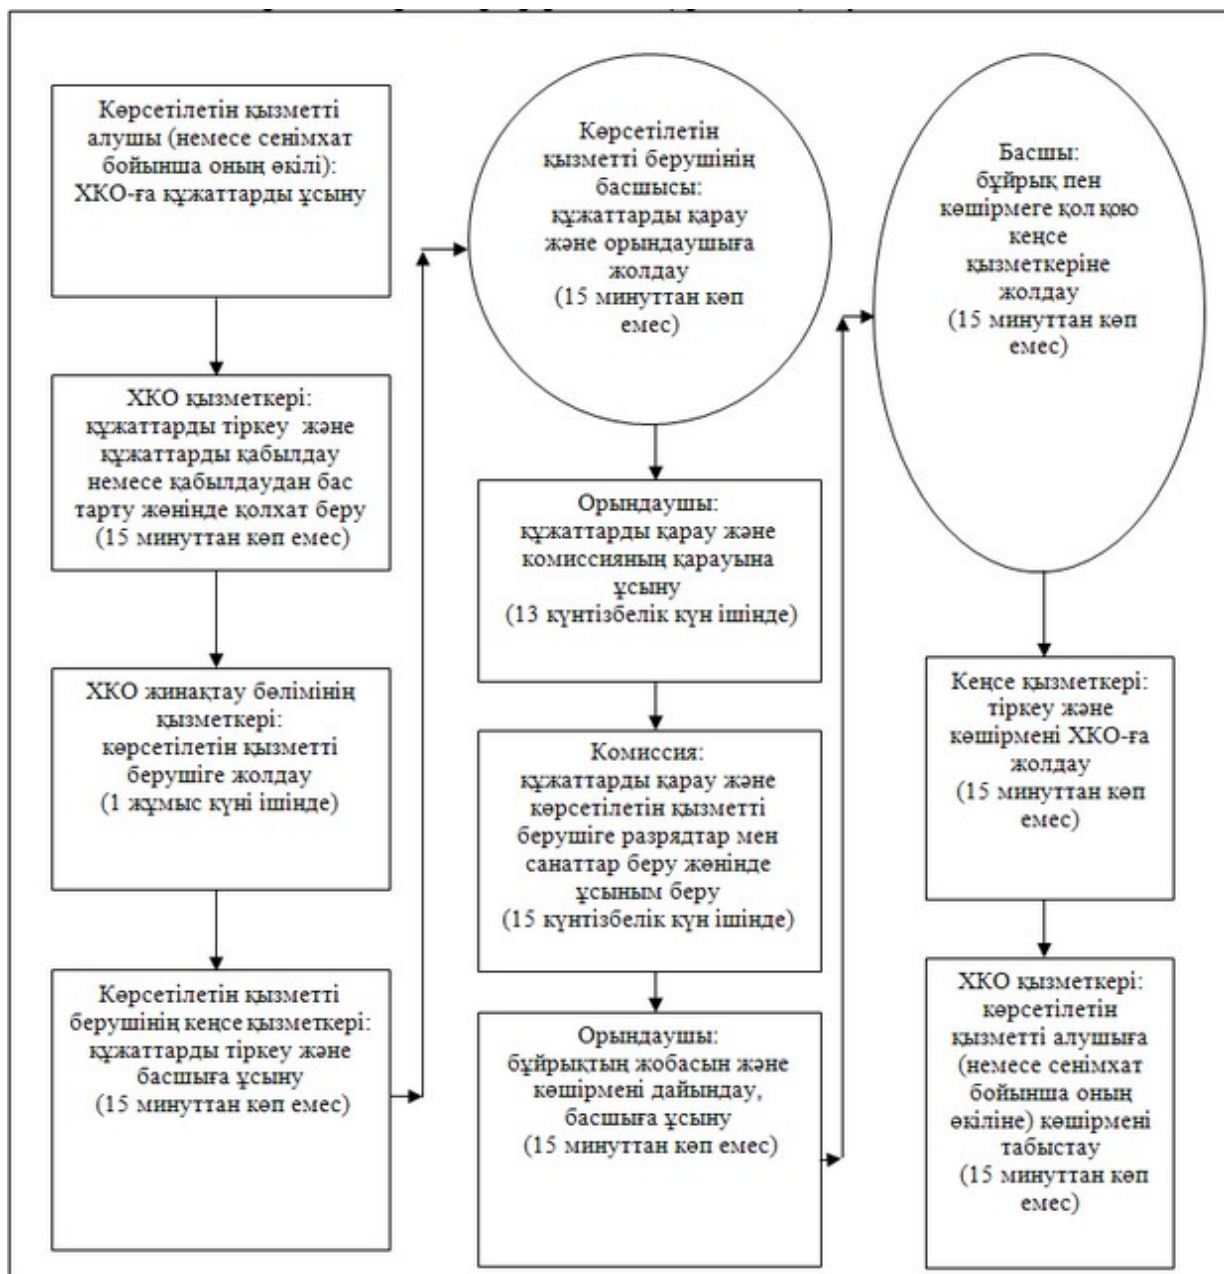 Көрсетілетін қызметті
алушы (немесе сенімхат
бойынша оның өкілі):
ХКО-ға құжаттарды ұсыну
ХКО қызметкері:
құжаттарды тіркеу және
құжаттарды қабылдау
немесе қабылдаудан бас
тарту жөнінде қолхат беру
(15 минуттан көп емес)
ХКО жинақтау бөлімінің
қызметкері:
көрсетілетін қызметті
берушіге жолдау
(1 жұмыс күні ішінде)
Көрсетілетін қызметті
берушінің кеңсе қызметкері:
құжаттарды тіркеу және
басшыға ұсыну
(15 минуттан көп емес)
Көрсетілетін
қызметті берушінің
басшысы:
құжаттарды қарау
және орындаушыға
жолдау
(15 минуттан көп
емес)
Орындаушы:
құжаттарды қарау және
комиссияның қарауына
ұсыну
(13 күнтізбелік күн ішінде)
Комиссия:
құжаттарды қарау және
көрсетілетін қызметті
берушіге разрядтар мен
санаттар беру жөнінде
ұсыным беру
(15 күнтізбелік күн ішінде)
Орындаушы:
бұйрықтың жобасын және
көшірмені дайындау,
басшыға ұсыну
(15 минуттан көп емес)
Басшы:
бұйрық пен
көшірмеге қол қою
кеңсе
қызметкеріне
жолдау
(15 минуттан көп
емес)
Кеңсе қызметкері:
тіркеу және
көшірмені ХКО-ға
жолдау
(15 минуттан көп
емес)
ХКО қызметкері:
көрсетілетін
қызметті алушыға
(немесе сенімхат
бойынша оның
өкіліне) көшірмені
табыстау
(15 минуттан көп
емес)